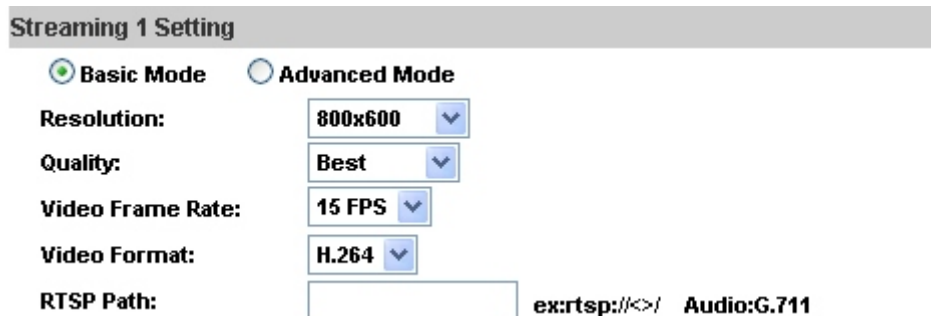 Streaming 1 Setting
Basic Mode Advanced Mode
Resolution: 800x600
Quality: Best
Video Frame Rate: 15 FPS
Video Format: H.264
RTSP Path: ex:rtsp://<>/ Audio:G.711